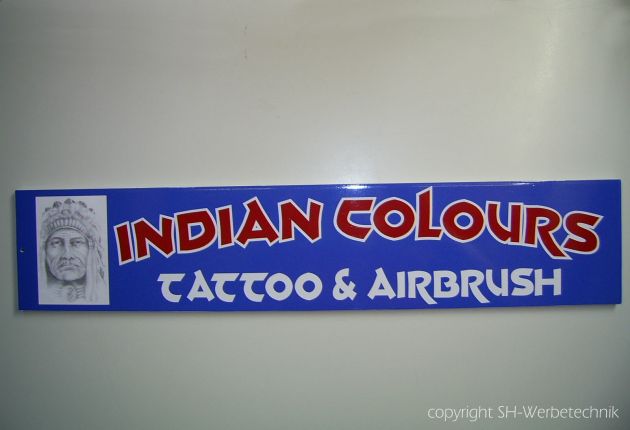 INDIAN COLOURS
TATTOO & AIRBRUSH
copyright SH-Werbetechnik